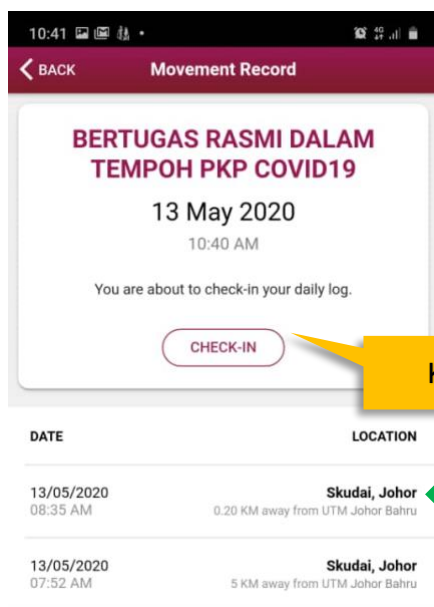 10:41
BACK Movement Record
BERTUGAS RASMI DALAM
TEMPOH PKP COVID19
13 May 2020
10:40 AM
You are about to check-in your daily log.
CHECK-IN
DATE LOCATION
13/05/2020 Skudai, Johor
08:35 AM 0.20 KM away from UTM Johor Bahru
13/05/2020 Skudai, Johor
07:52 AM 5 KM away from UTM Johor Bahru